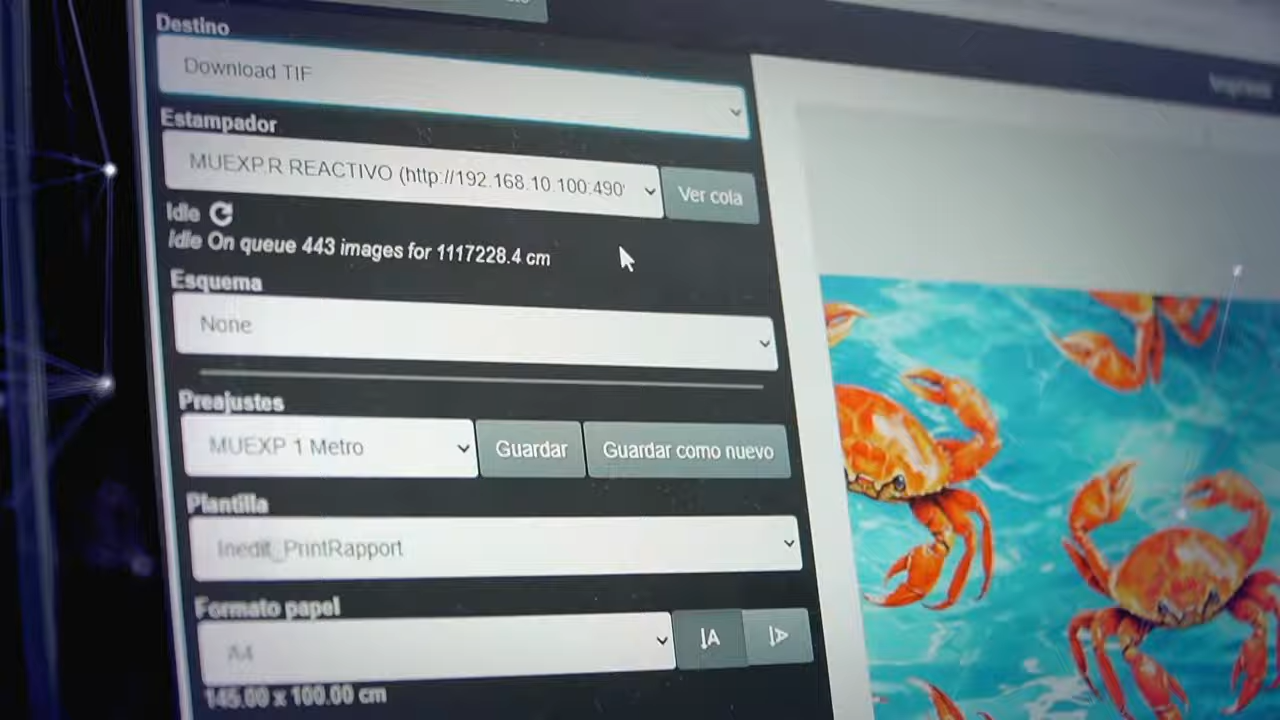 Destino
Download TIF
Estampador
MUEXP.R REACTIVO (http://192.168.10.100:490'
Ver cola
Idle
Idle On queue 443 images for 1117228.4 cm
Esquema
None
Preajustes
MUEXP 1 Metro
Guardar
Guardar como nuevo
Plantilla
Inedit_PrintRapport
Formato papel
A4
145.00 x 100.00 cm